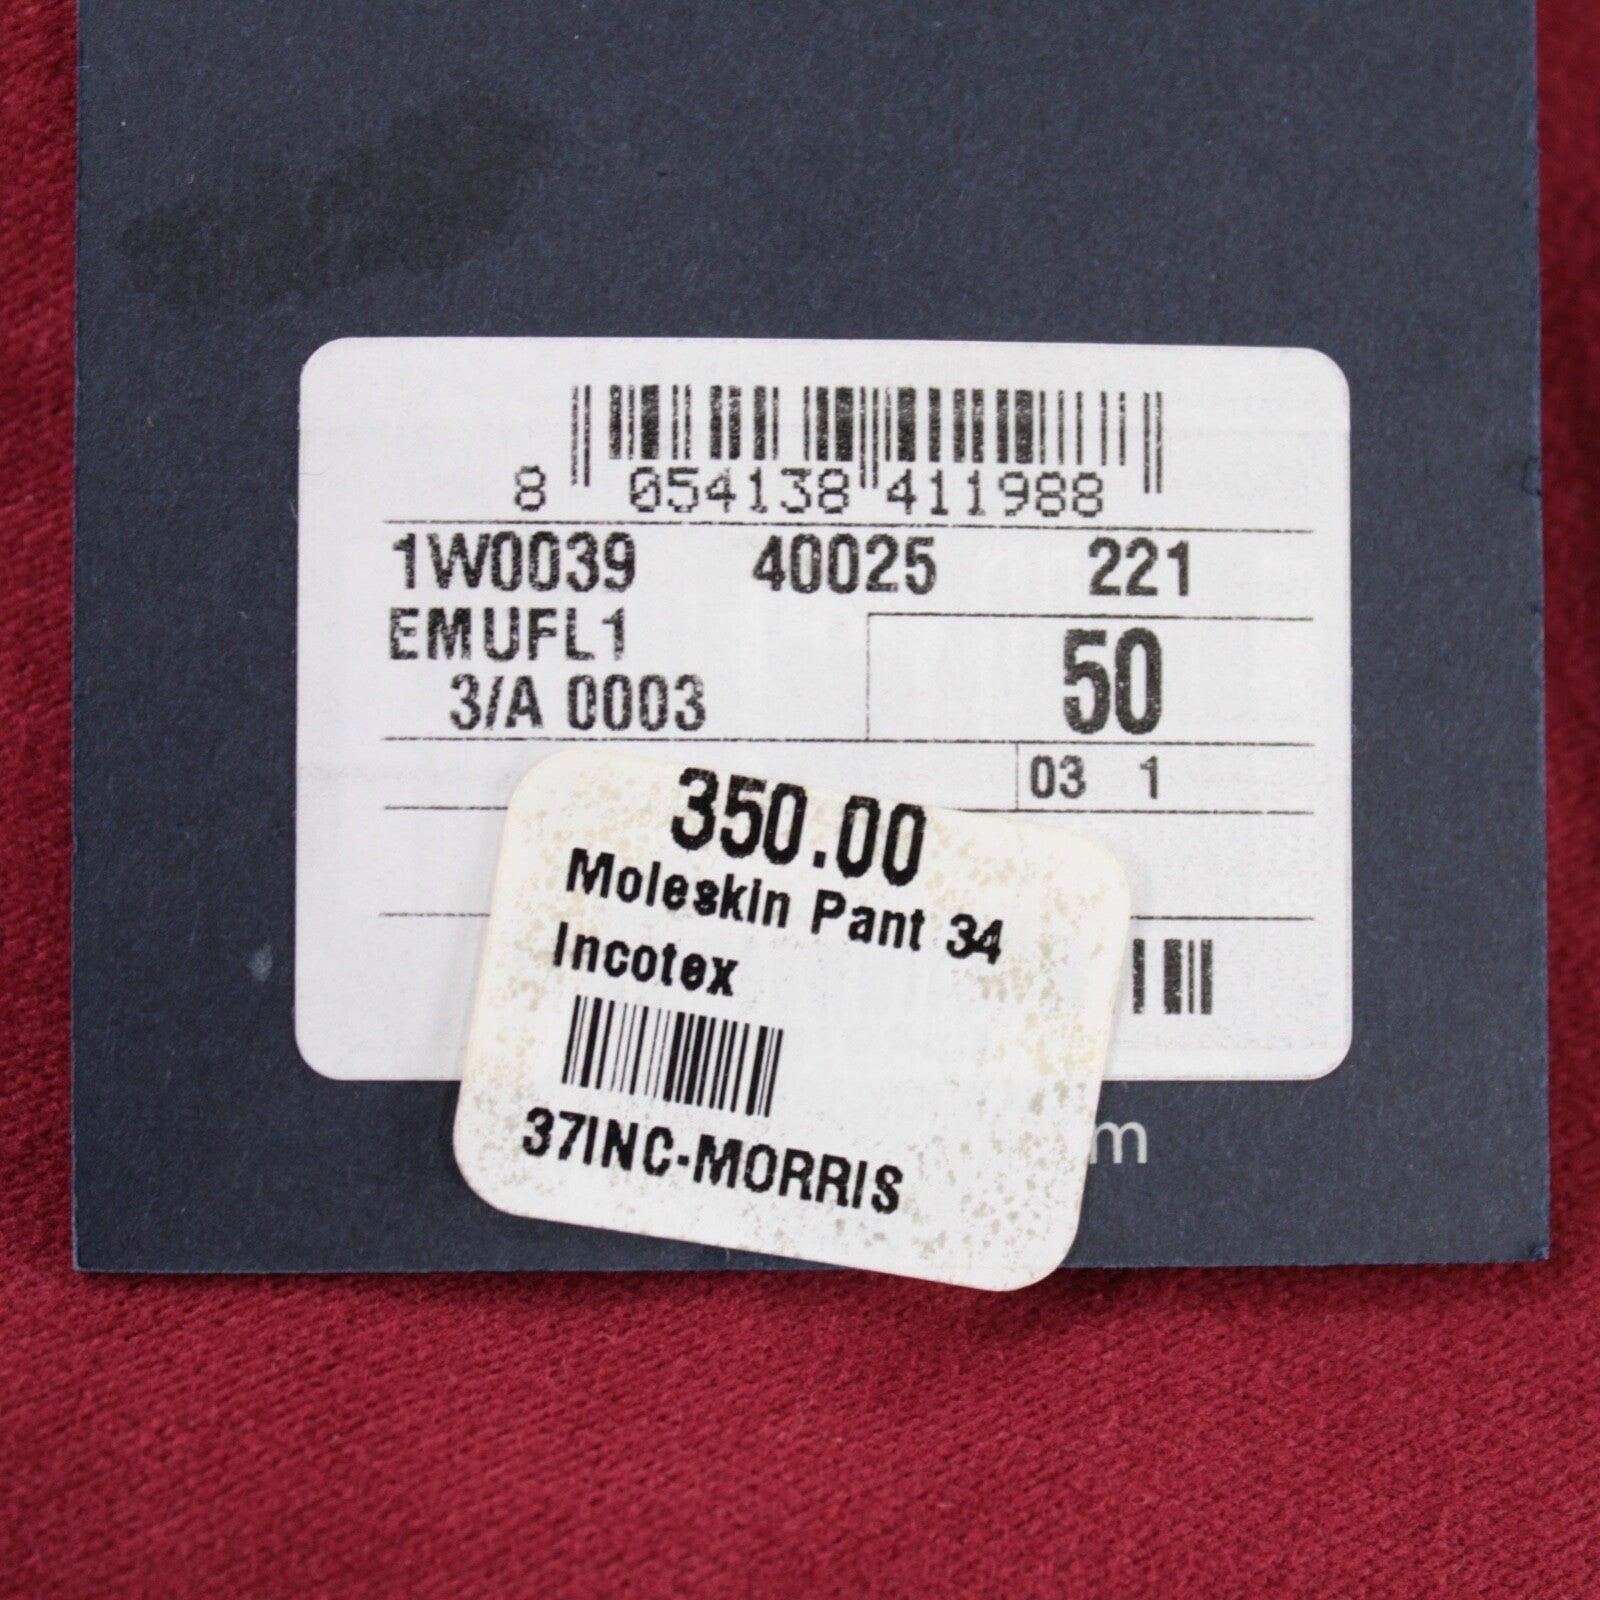 8 054138 411988
1W0039 40025 221
EMUFL1
3/A 0003
50
03 1
350.00
Moleskin Pant 34
Incotex
37INC-MORRIS
m